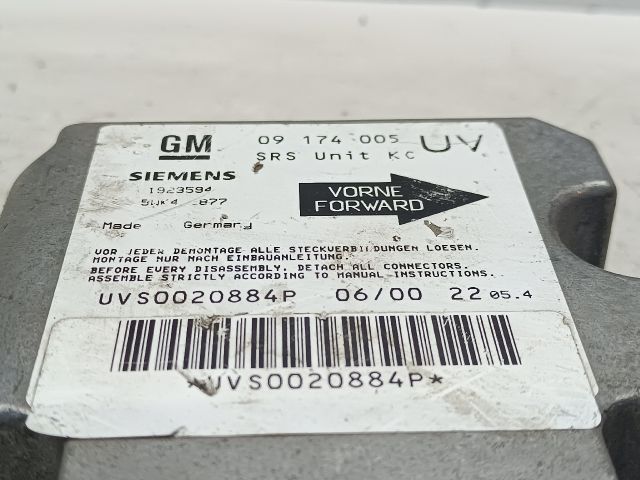 GM 09 174 005 UV
SRS Unit KC
SIEMENS
VORNE
FORWARD
Made Germany
VOR JEDER DEMONTAGE ALLE STECKVERBINDUNGEN LOESEN.
MONTAGE NUR NACH EINBAUANLEITUNG.
BEFORE EVERY DISASSEMBLY, DETACH ALL CONNECTORS.
ASSEMBLE STRICTLY ACCORDING TO MANUAL INSTRUCTIONS.
UVS0020884P 06/00 22 05.4
*UVS0020884P*